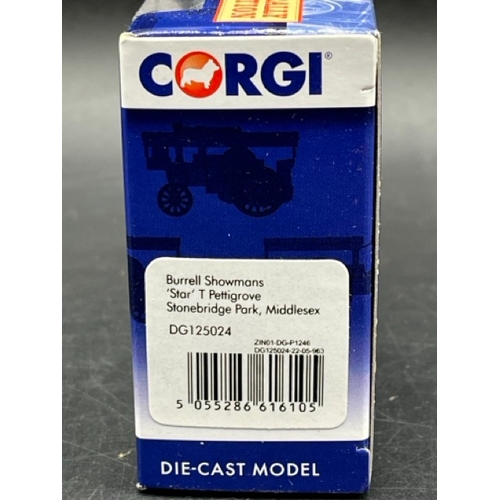 CORGI
Burrell Showmans
'Star' T Pettigrove
Stonebridge Park, Middlesex
DG125024
ZIN01-DG-P1246
DG125024-22-05-963
5 055286 616105
DIE-CAST MODEL